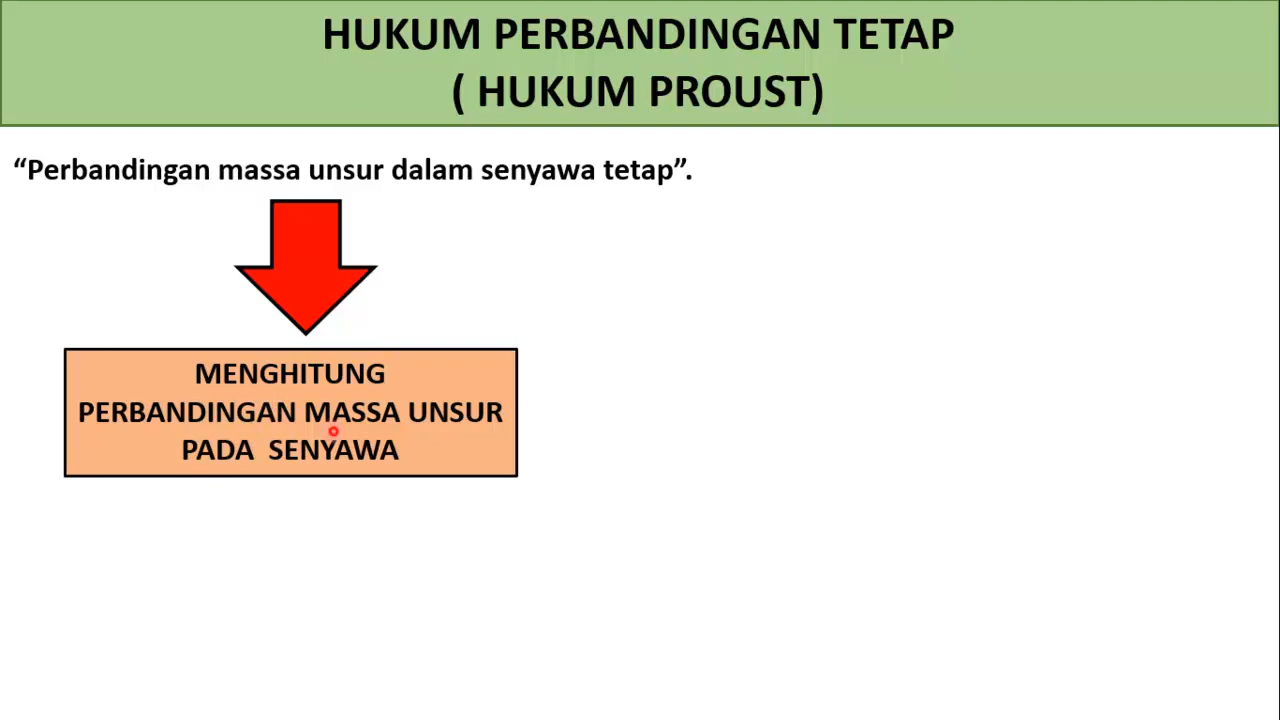 HUKUM PERBANDINGAN TETAP
( HUKUM PROUST)
“Perbandingan massa unsur dalam senyawa tetap”.
MENGHITUNG
PERBANDINGAN MASSA UNSUR
PADA  SENYAWA